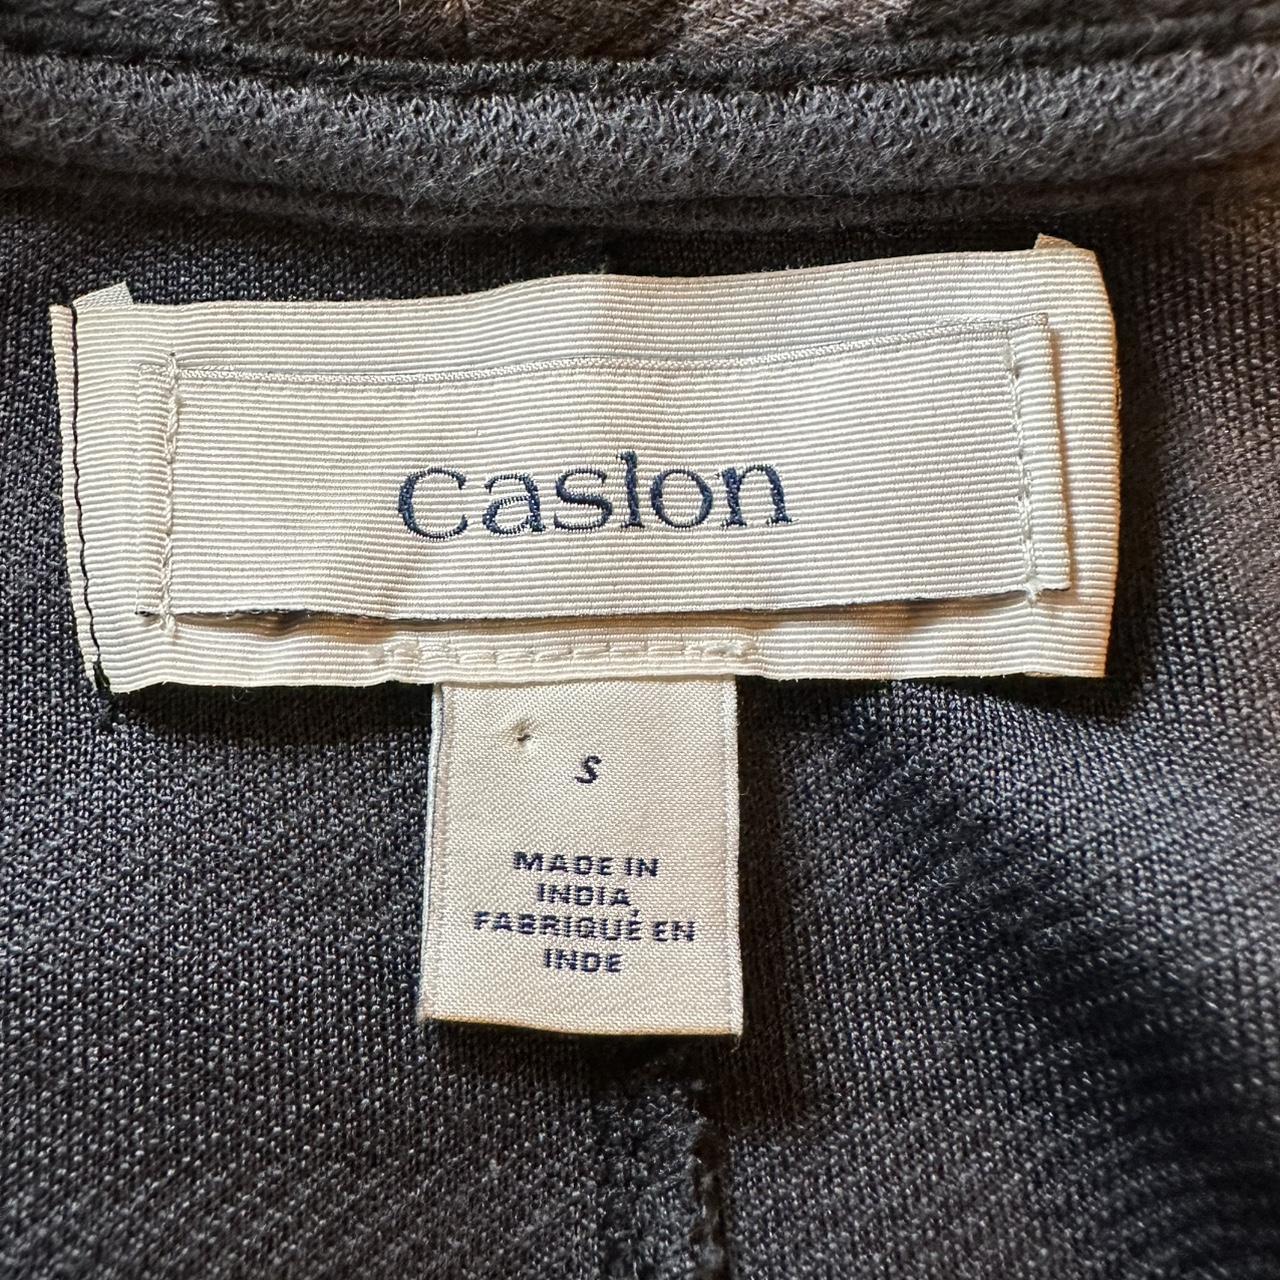 caslon
S
MADE IN
INDIA
FABRIQUÉ EN
INDE